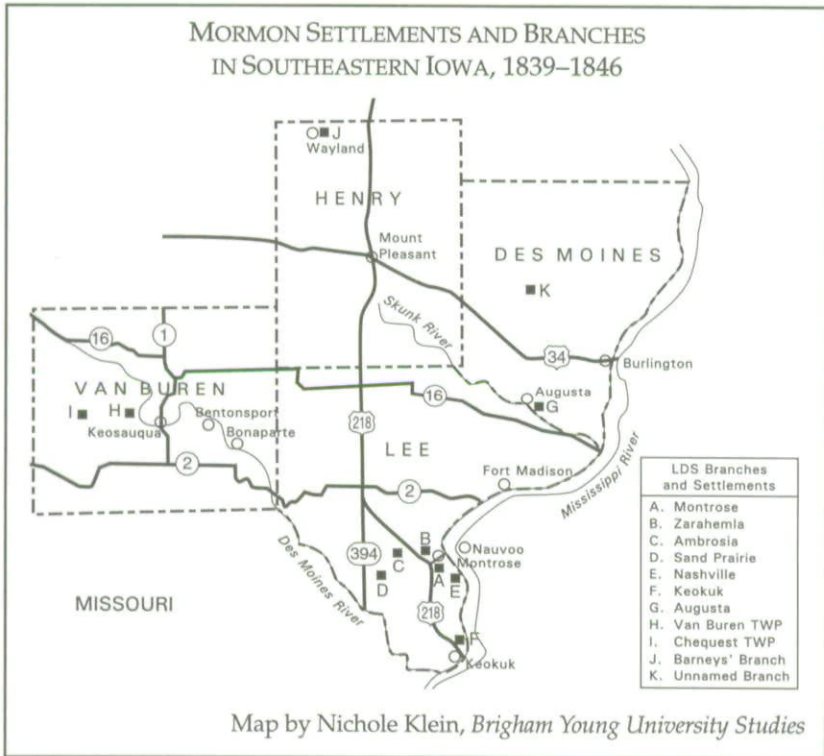 MORMON SETTLEMENTS AND BRANCHES
IN SOUTHEASTERN IOWA, 1839–1846
J
Wayland
HENRY
Mount
Pleasant
DES MOINES
K
Skunk River
16
1
34
Burlington
VAN BUREN
I
H
Keosauqua
Bentonsport
Bonaparte
218
16
Augusta
G
LEE
2
2
Fort Madison
Mississippi River
Des Moines River
394
B
C
D
Nauvoo
Montrose
A
E
218
F
Keokuk
MISSOURI
LDS Branches
and Settlements
A. Montrose
B. Zarahemla
C. Ambrosia
D. Sand Prairie
E. Nashville
F. Keokuk
G. Augusta
H. Van Buren TWP
I. Chequest TWP
J. Barneys' Branch
K. Unnamed Branch
Map by Nichole Klein, Brigham Young University Studies